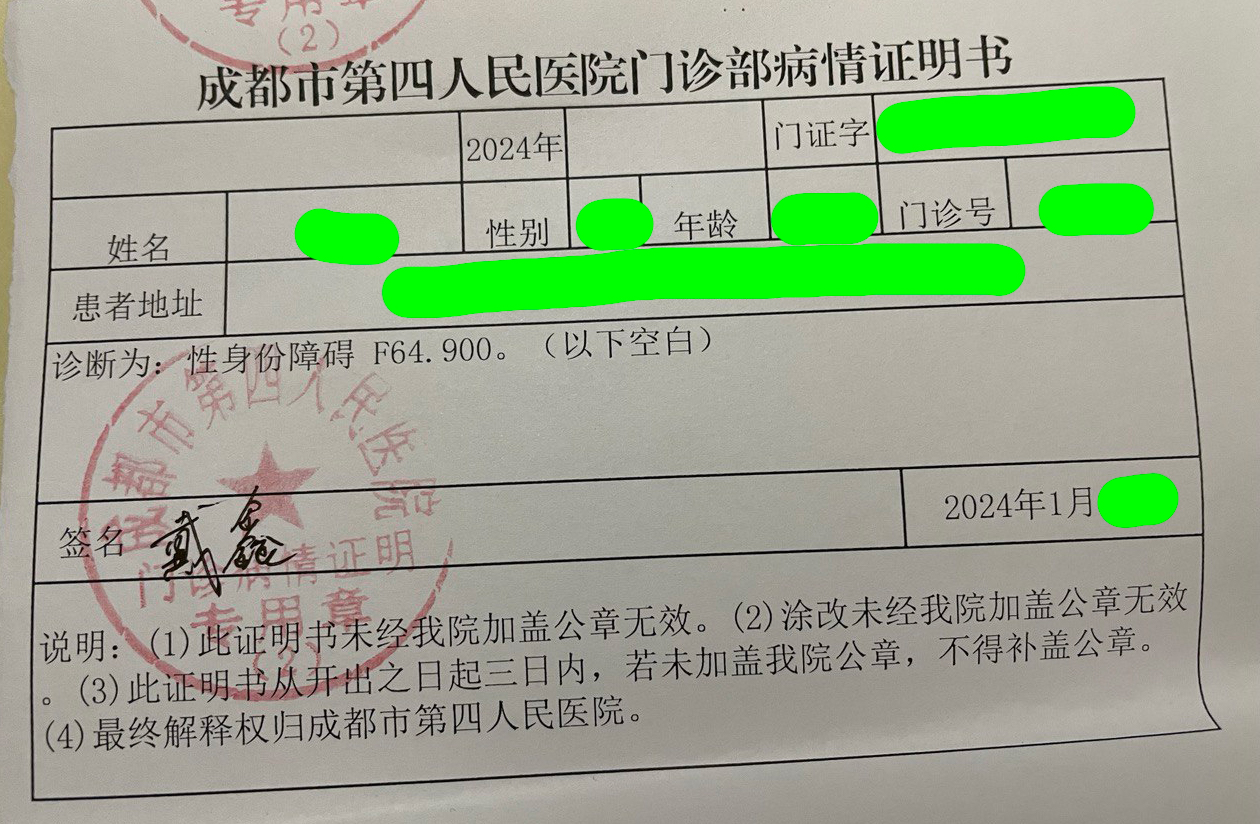 专用章
(2)
成都市第四人民医院门诊部病情证明书
2024年 门证字
姓名 性别 年龄 门诊号
患者地址
诊断为：性身份障碍 F64.900。（以下空白）
成都市第四人民医院
签名 戴鑫 2024年1月
门诊病情证明
专用章
(2)
说明：(1)此证明书未经我院加盖公章无效。(2)涂改未经我院加盖公章无效
。(3)此证明书从开出之日起三日内，若未加盖我院公章，不得补盖公章。
(4)最终解释权归成都市第四人民医院。